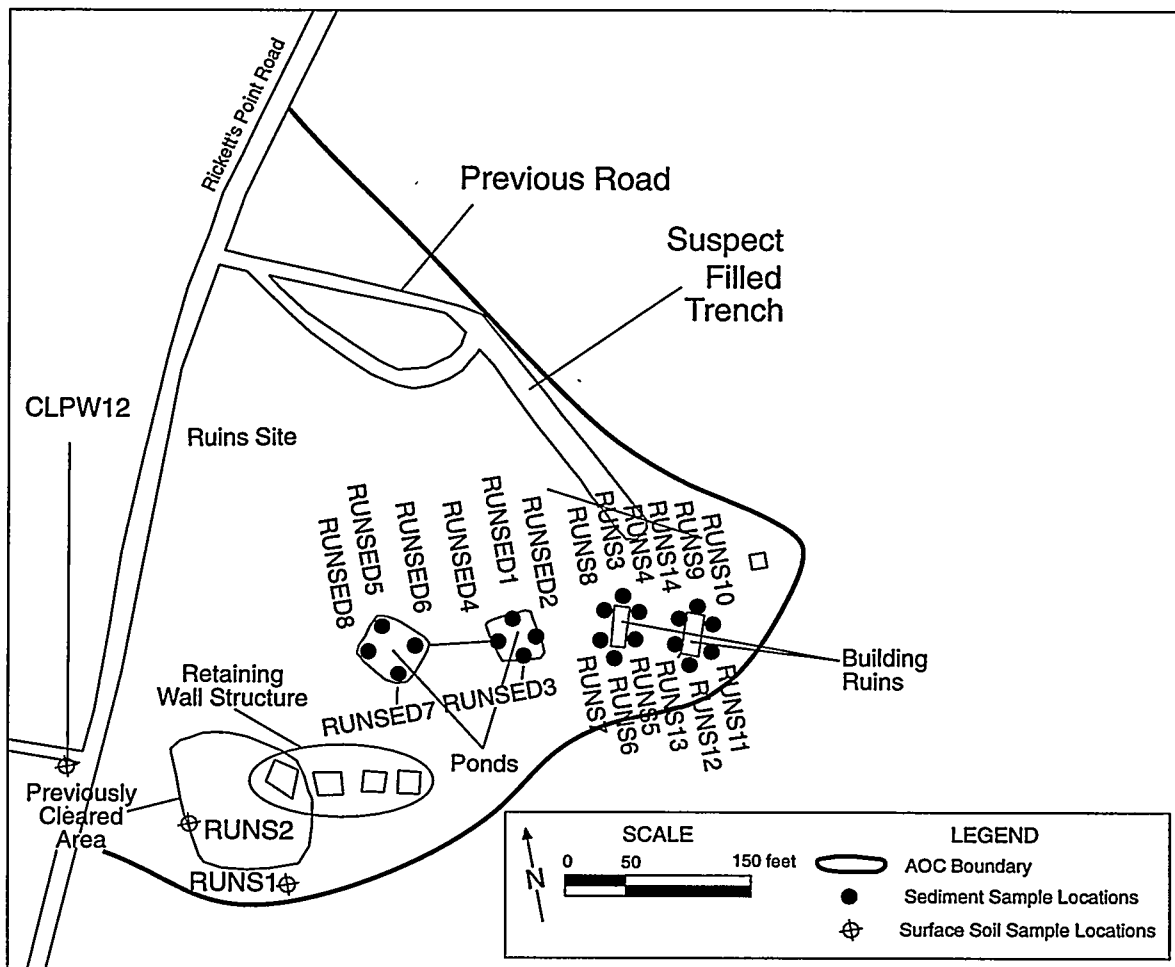 Rickett's Point Road
Previous Road
Suspect
Filled
Trench
CLPW12
Ruins Site
RUNSED8
RUNSED5
RUNSED6
RUNSED4
RUNSED1
RUNSED2
RUNS8
RUNS3
RUNS4
RUNS14
RUNS9
RUNS10
Retaining
Wall Structure
RUNSED7
RUNSED3
Ponds
RUNS7
RUNS6
RUNS5
RUNS13
RUNS12
RUNS11
Building
Ruins
Previously
Cleared
Area
RUNS2
RUNS1
N
SCALE
0 50 150 feet
LEGEND
AOC Boundary
Sediment Sample Locations
Surface Soil Sample Locations